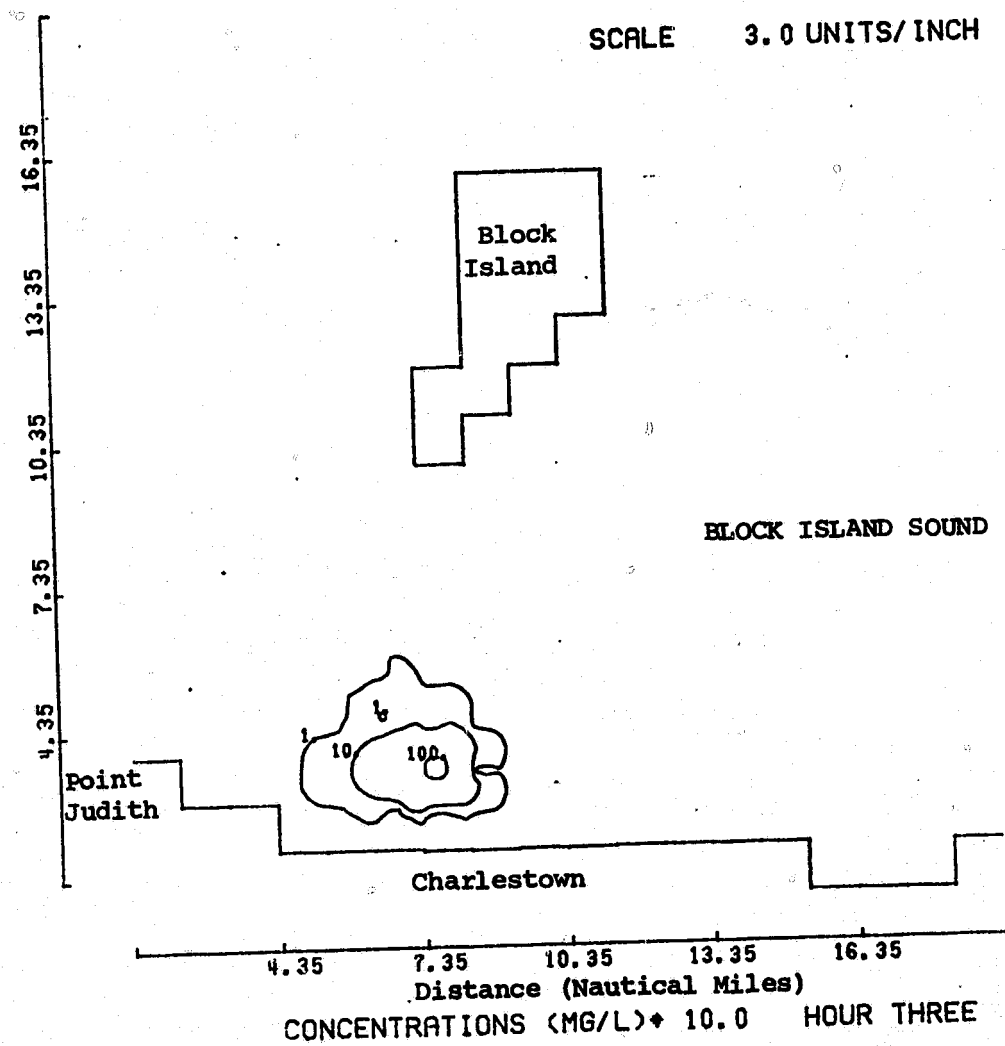 SCALE 3.0 UNITS/INCH
16.35
13.35
10.35
7.35
4.35
Block
Island
BLOCK ISLAND SOUND
1.
1.
10.
100.
Point
Judith
Charlestown
4.35
7.35
10.35
13.35
16.35
Distance (Nautical Miles)
CONCENTRATIONS (MG/L)* 10.0 HOUR THREE